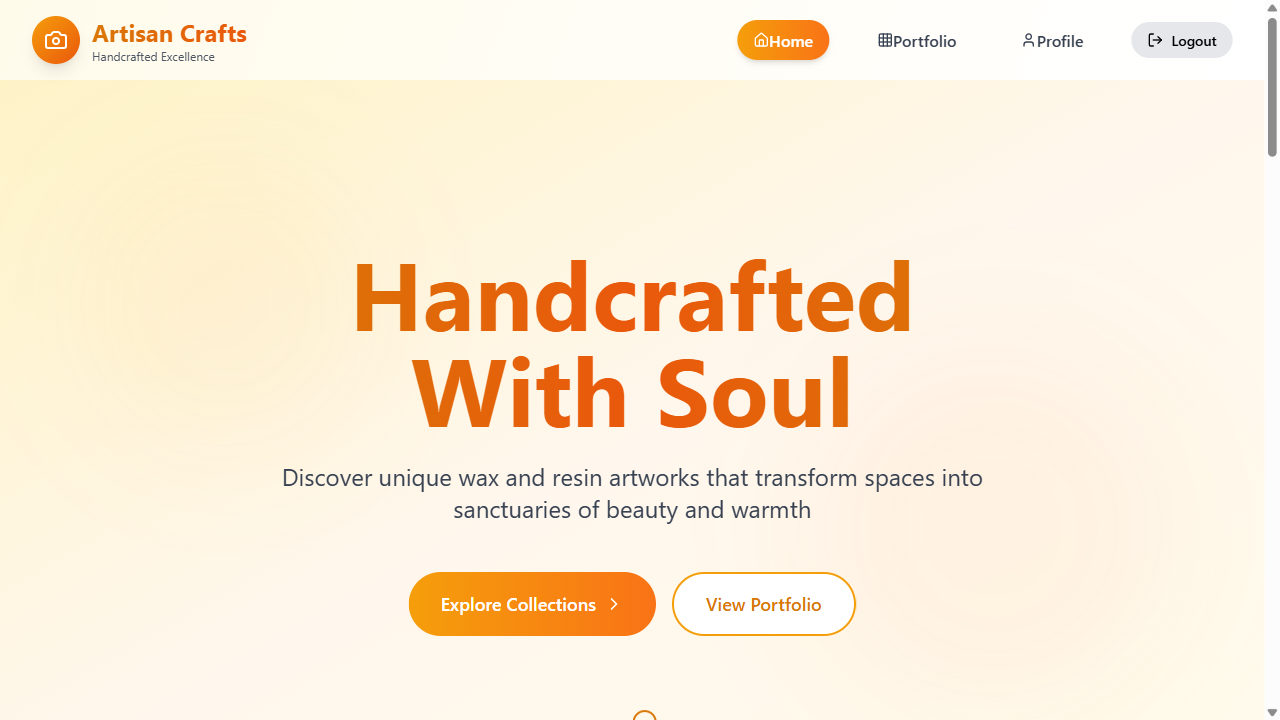 Artisan Crafts
Handcrafted Excellence
Home
Portfolio
Profile
Logout
Handcrafted
With Soul
Discover unique wax and resin artworks that transform spaces into
sanctuaries of beauty and warmth
Explore Collections
View Portfolio